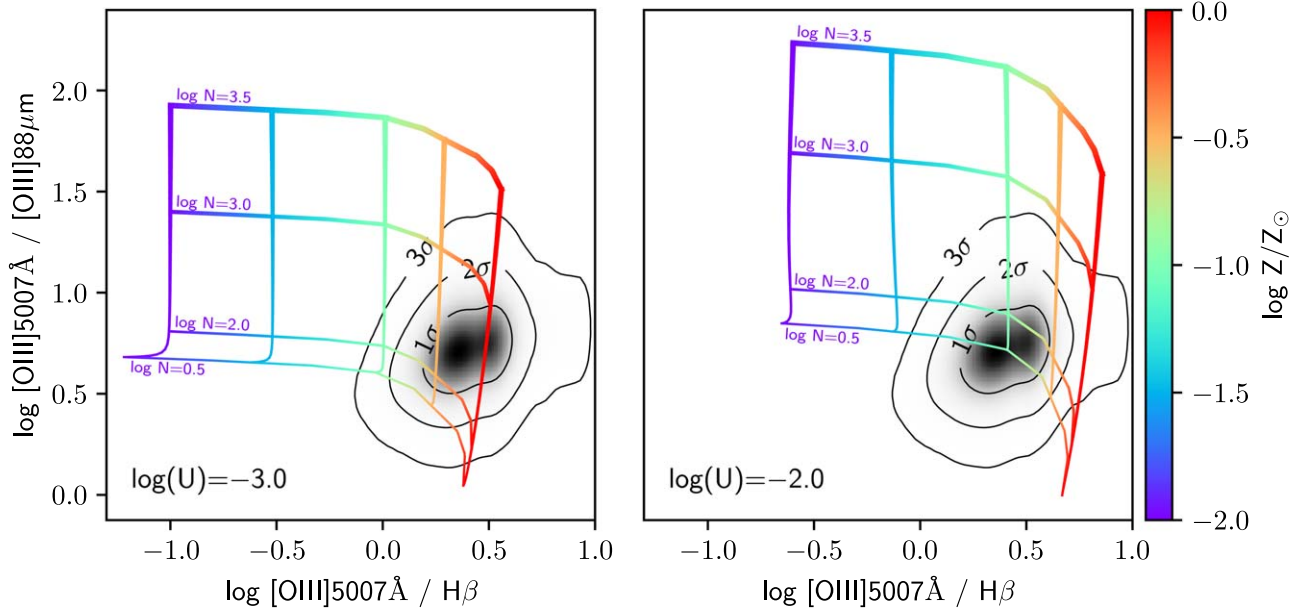 log N=3.5
log N=3.0
log N=2.0
log N=0.5
3σ
2σ
1σ
log(U)=−3.0
2.0
1.5
1.0
0.5
0.0
log [OIII]5007Å / [OIII]88μm
−1.0
−0.5
0.0
0.5
1.0
log [OIII]5007Å / Hβ
log N=3.5
log N=3.0
log N=2.0
log N=0.5
3σ
2σ
1σ
log(U)=−2.0
−1.0
−0.5
0.0
0.5
1.0
log [OIII]5007Å / Hβ
0.0
−0.5
−1.0
−1.5
−2.0
log Z/Z⊙